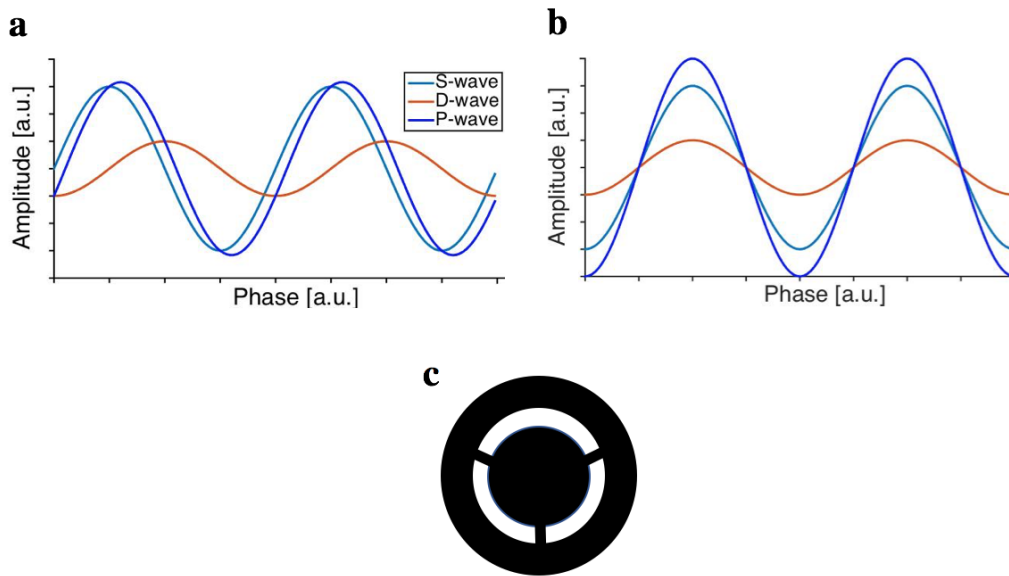 a
Amplitude [a.u.]
S-wave
D-wave
P-wave
Phase [a.u.]
b
Amplitude [a.u.]
Phase [a.u.]
c